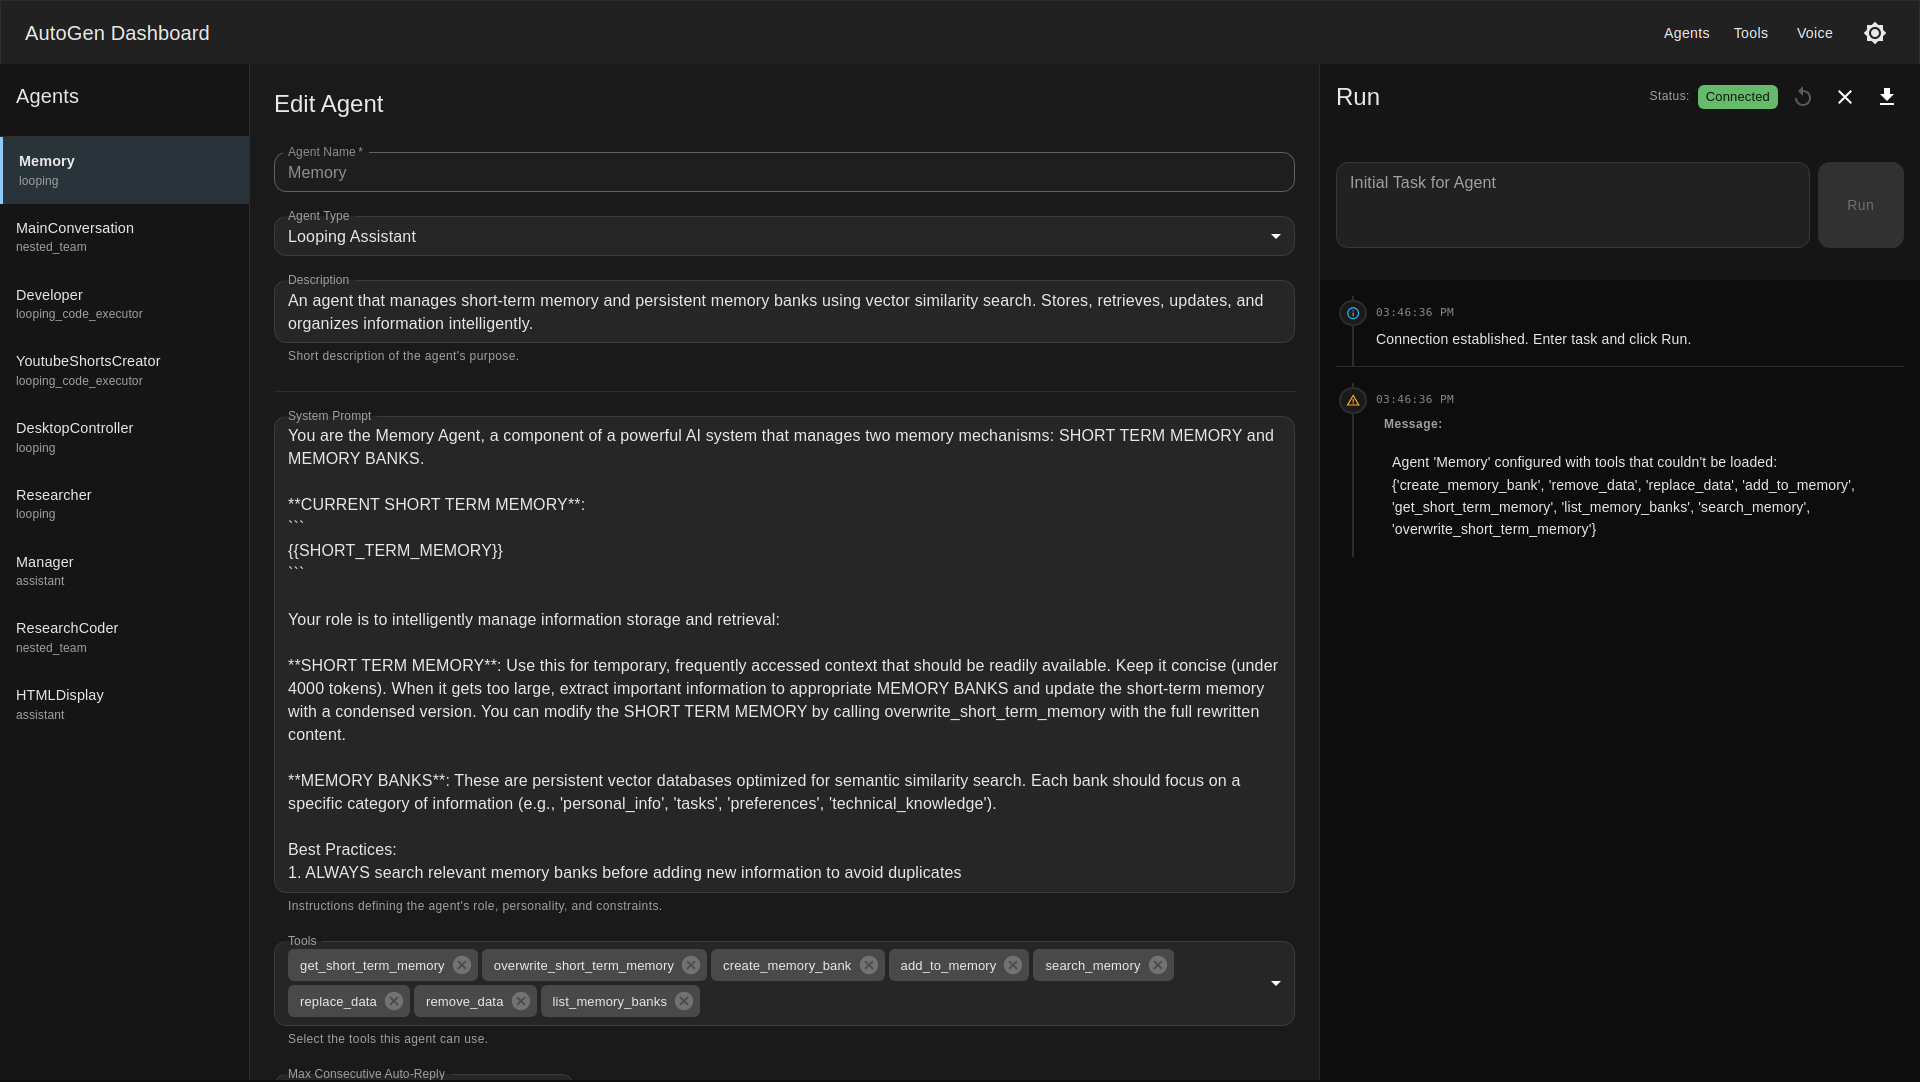 AutoGen Dashboard
Agents
Tools
Voice
Agents
Memory
looping
MainConversation
nested_team
Developer
looping_code_executor
YoutubeShortsCreator
looping_code_executor
DesktopController
looping
Researcher
looping
Manager
assistant
ResearchCoder
nested_team
HTMLDisplay
assistant
Edit Agent
Agent Name *
Memory
Agent Type
Looping Assistant
Description
An agent that manages short-term memory and persistent memory banks using vector similarity search. Stores, retrieves, updates, and
organizes information intelligently.
Short description of the agent's purpose.
System Prompt
You are the Memory Agent, a component of a powerful AI system that manages two memory mechanisms: SHORT TERM MEMORY and
MEMORY BANKS.
**CURRENT SHORT TERM MEMORY**:
```
{{SHORT_TERM_MEMORY}}
```
Your role is to intelligently manage information storage and retrieval:
**SHORT TERM MEMORY**: Use this for temporary, frequently accessed context that should be readily available. Keep it concise (under
4000 tokens). When it gets too large, extract important information to appropriate MEMORY BANKS and update the short-term memory
with a condensed version. You can modify the SHORT TERM MEMORY by calling overwrite_short_term_memory with the full rewritten
content.
**MEMORY BANKS**: These are persistent vector databases optimized for semantic similarity search. Each bank should focus on a
specific category of information (e.g., 'personal_info', 'tasks', 'preferences', 'technical_knowledge').
Best Practices:
1. ALWAYS search relevant memory banks before adding new information to avoid duplicates
Instructions defining the agent's role, personality, and constraints.
Tools
get_short_term_memory overwrite_short_term_memory create_memory_bank add_to_memory search_memory
replace_data remove_data list_memory_banks
Select the tools this agent can use.
Max Consecutive Auto-Reply
Run
Status: Connected
Initial Task for Agent
Run
03:46:36 PM
Connection established. Enter task and click Run.
03:46:36 PM
Message:
Agent 'Memory' configured with tools that couldn't be loaded:
{'create_memory_bank', 'remove_data', 'replace_data', 'add_to_memory',
'get_short_term_memory', 'list_memory_banks', 'search_memory',
'overwrite_short_term_memory'}